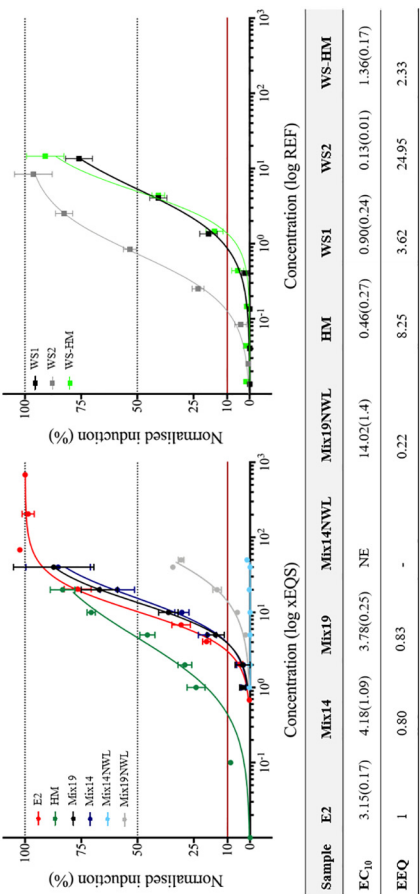 100
75
50
25
10
0
Normalised induction (%)
E2
HM
Mix19
Mix14
Mix14NWL
Mix19NWL
10⁻¹ 10⁰ 10¹ 10² 10³
Concentration (log xEQS)
100
75
50
25
10
0
Normalised induction (%)
WS1
WS2
WS-HM
10⁻¹ 10⁰ 10¹ 10² 10³
Concentration (log REF)
Sample E2 Mix14 Mix19 Mix14NWL Mix19NWL HM WS1 WS2 WS-HM
EC₁₀ 3.15(0.17) 4.18(1.09) 3.78(0.25) NE 14.02(1.4) 0.46(0.27) 0.90(0.24) 0.13(0.01) 1.36(0.17)
EEQ 1 0.80 0.83 - 0.22 8.25 3.62 24.95 2.33